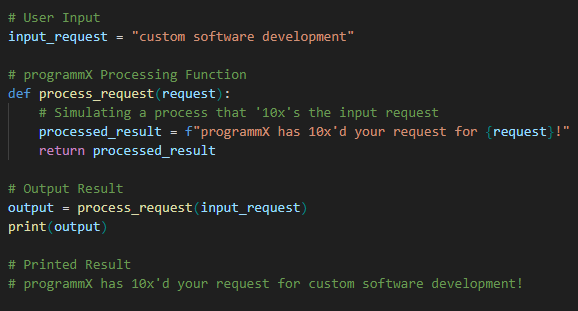 # User Input
input_request = "custom software development"
# programmX Processing Function
def process_request(request):
# Simulating a process that '10x's the input request
processed_result = f"programmX has 10x'd your request for {request}!"
return processed_result
# Output Result
output = process_request(input_request)
print(output)
# Printed Result
# programmX has 10x'd your request for custom software development!